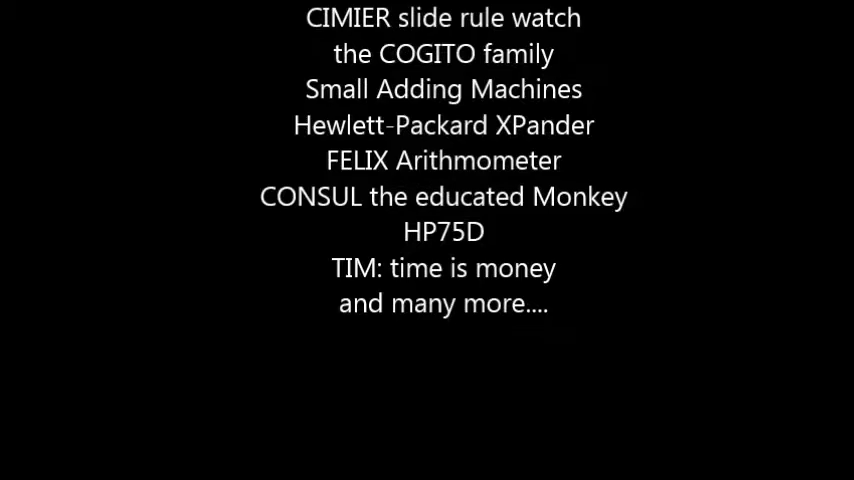 CIMIER slide rule watch
the COGITO family
Small Adding Machines
Hewlett-Packard XPander
FELIX Arithmometer
CONSUL the educated Monkey
HP75D
TIM: time is money
and many more....